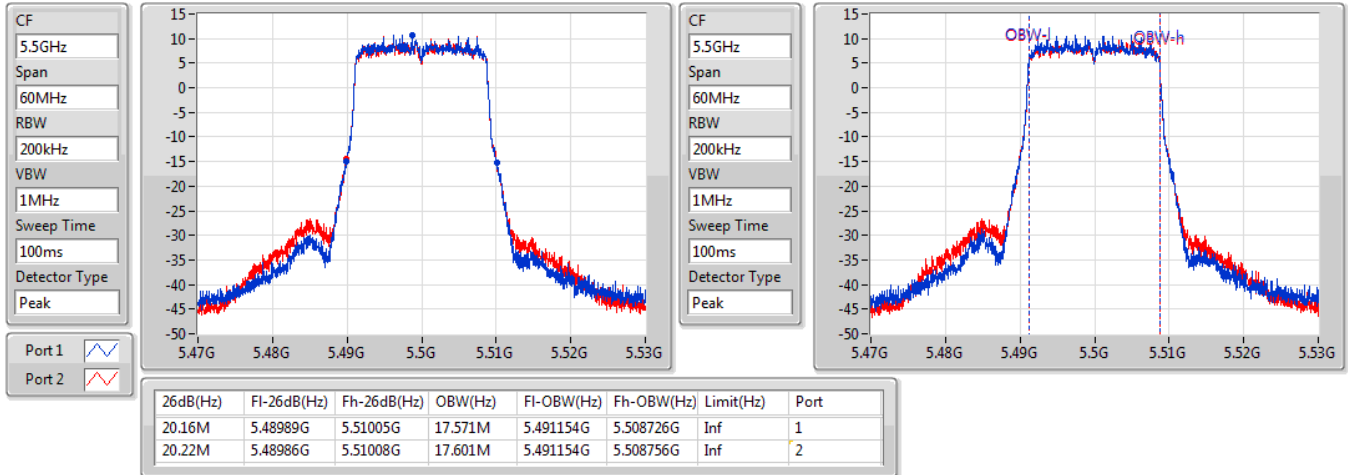 CF
5.5GHz
Span
60MHz
RBW
200kHz
VBW
1MHz
Sweep Time
100ms
Detector Type
Peak
15
10
5
0
-5
-10
-15
-20
-25
-30
-35
-40
-45
-50
5.47G 5.48G 5.49G 5.5G 5.51G 5.52G 5.53G
CF
5.5GHz
Span
60MHz
RBW
200kHz
VBW
1MHz
Sweep Time
100ms
Detector Type
Peak
15
10
5
0
-5
-10
-15
-20
-25
-30
-35
-40
-45
-50
OBW-l OBW-h
5.47G 5.48G 5.49G 5.5G 5.51G 5.52G 5.53G
Port 1
Port 2
26dB(Hz) Fl-26dB(Hz) Fh-26dB(Hz) OBW(Hz) Fl-OBW(Hz) Fh-OBW(Hz) Limit(Hz) Port
20.16M 5.48989G 5.51005G 17.571M 5.491154G 5.508726G Inf 1
20.22M 5.48986G 5.51008G 17.601M 5.491154G 5.508756G Inf 2